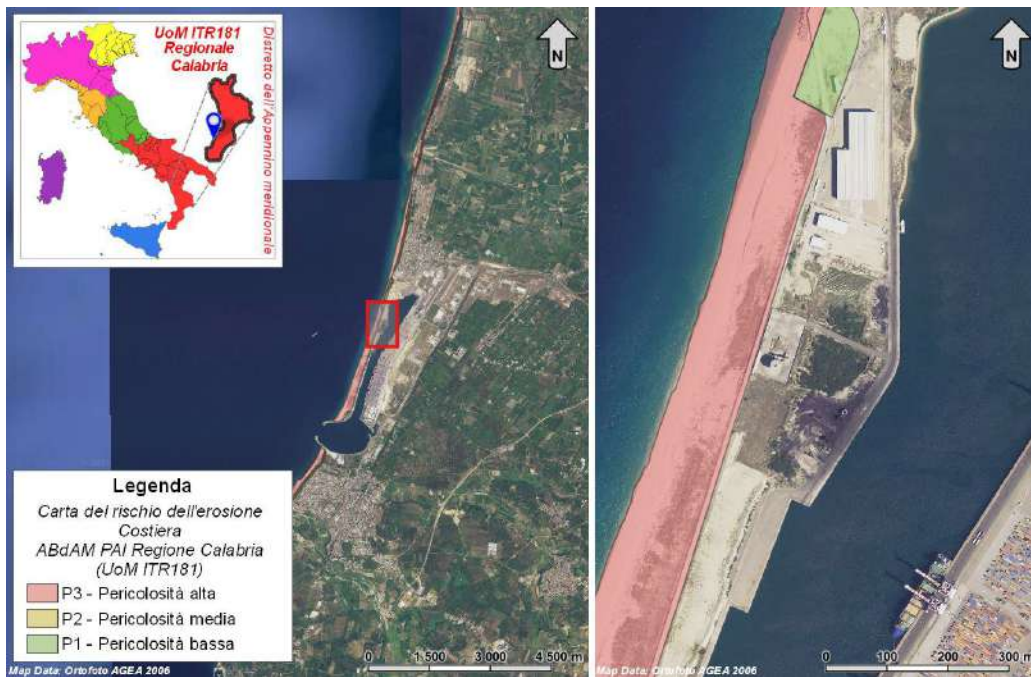 UoM ITR181
Regionale
Calabria
Distretto dell'Appennino meridionale
N
Legenda
Carta del rischio dell'erosione
Costiera
ABdAM PAI Regione Calabria
(UoM ITR181)
P3 - Pericolosità alta
P2 - Pericolosità media
P1 - Pericolosità bassa
Map Data: Ortofoto AGEA 2006
0 1 500 3 000 4 500 m
N
Map Data: Ortofoto AGEA 2006
0 100 200 300 m